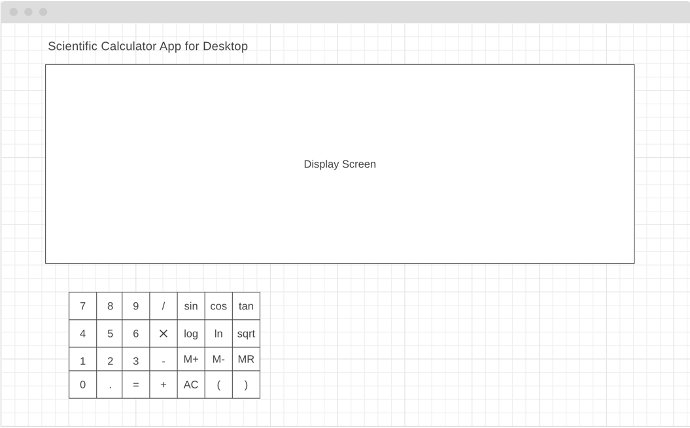 Scientific Calculator App for Desktop
Display Screen
7 8 9 / sin cos tan
4 5 6 × log ln sqrt
1 2 3 - M+ M- MR
0 . = + AC ( )